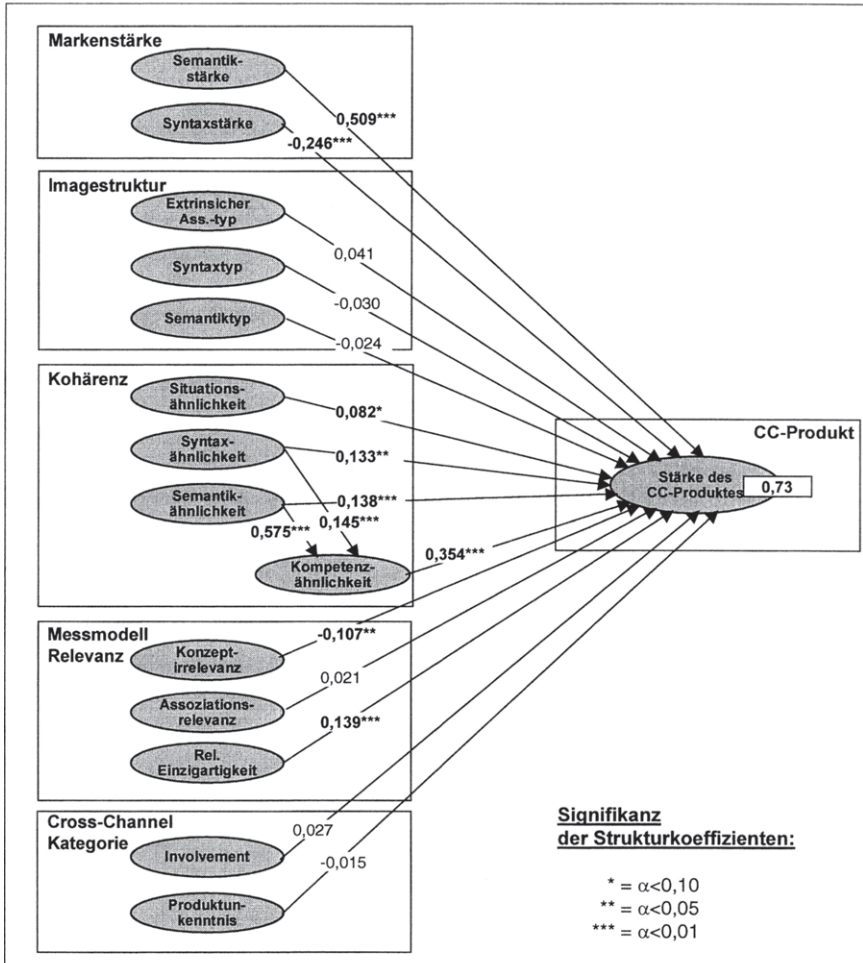 Markenstärke
Semantik-
stärke
Syntaxstärke
0,509***
-0,246***
Imagestruktur
Extrinsicher
Ass.-typ
Syntaxtyp
Semantiktyp
0,041
-0,030
-0,024
Kohärenz
Situations-
ähnlichkeit
Syntax-
ähnlichkeit
Semantik-
ähnlichkeit
Kompetenz-
ähnlichkeit
0,082*
0,133**
0,138***
0,575***
0,145***
0,354***
CC-Produkt
Stärke des
CC-Produktes
0,73
Messmodell
Relevanz
Konzept-
irrelevanz
Assoziations-
relevanz
Rel.
Einzigartigkeit
-0,107**
0,021
0,139***
Cross-Channel
Kategorie
Involvement
Produktun-
kenntnis
0,027
-0,015
Signifikanz
der Strukturkoeffizienten:
* = α<0,10
** = α<0,05
*** = α<0,01